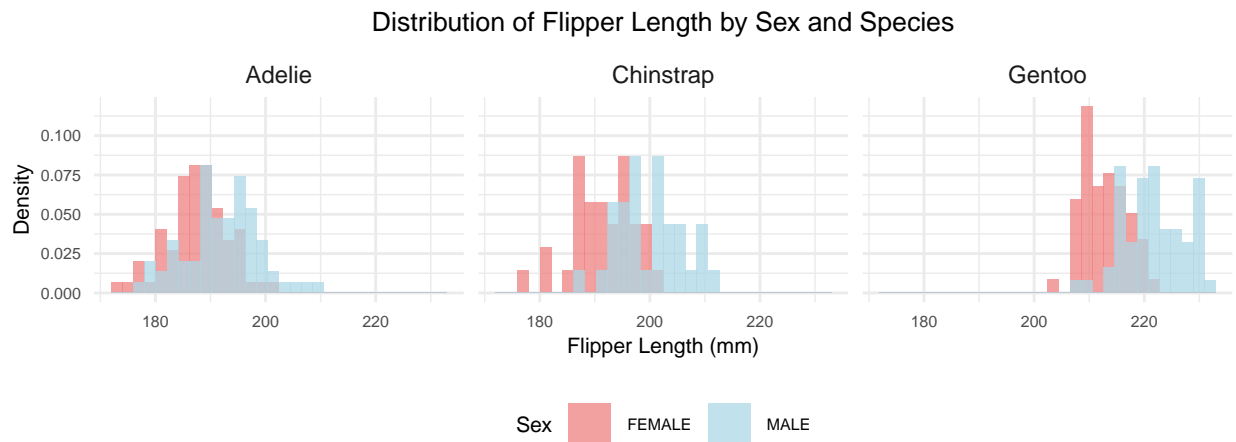 Distribution of Flipper Length by Sex and Species
Adelie Chinstrap Gentoo
0.100
0.075
0.050
0.025
0.000
Density
180 200 220 180 200 220 180 200 220
Flipper Length (mm)
Sex FEMALE MALE